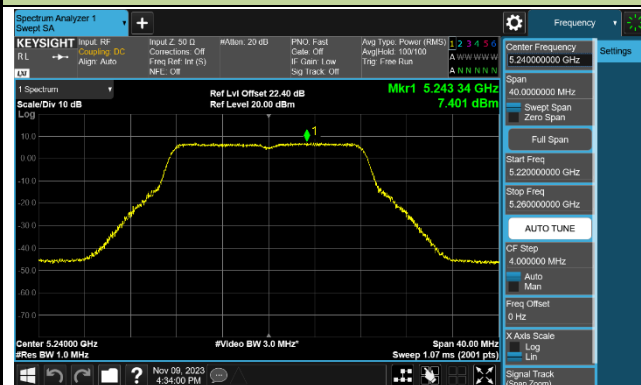 Spectrum Analyzer 1
Swept SA
+
Frequency
KEYSIGHT
RL
LXI
Input: RF
Coupling: DC
Align: Auto
Input Z: 50 Ω
Corrections: Off
Freq Ref: Int (S)
NFE: Off
#Atten: 20 dB
PNO: Fast
Gate: Off
IF Gain: Low
Sig Track: Off
Avg Type: Power (RMS)
Avg|Hold: 100/100
Trig: Free Run
1 2 3 4 5 6
A W W W W W
A N N N N N
1 Spectrum
Scale/Div 10 dB
Log
Ref Lvl Offset 22.40 dB
Ref Level 20.00 dBm
Mkr1 5.243 34 GHz
7.401 dBm
1
10.0
0.00
-10.0
-20.0
-30.0
-40.0
-50.0
-60.0
-70.0
Center 5.24000 GHz
#Res BW 1.0 MHz
#Video BW 3.0 MHz*
Span 40.00 MHz
Sweep 1.07 ms (2001 pts)
Nov 09, 2023
4:34:00 PM
?
Center Frequency
5.240000000 GHz
Settings
Span
40.0000000 MHz
Swept Span
Zero Span
Full Span
Start Freq
5.220000000 GHz
Stop Freq
5.260000000 GHz
AUTO TUNE
CF Step
4.000000 MHz
Auto
Man
Freq Offset
0 Hz
X Axis Scale
Log
Lin
Signal Track
(Span Zoom)